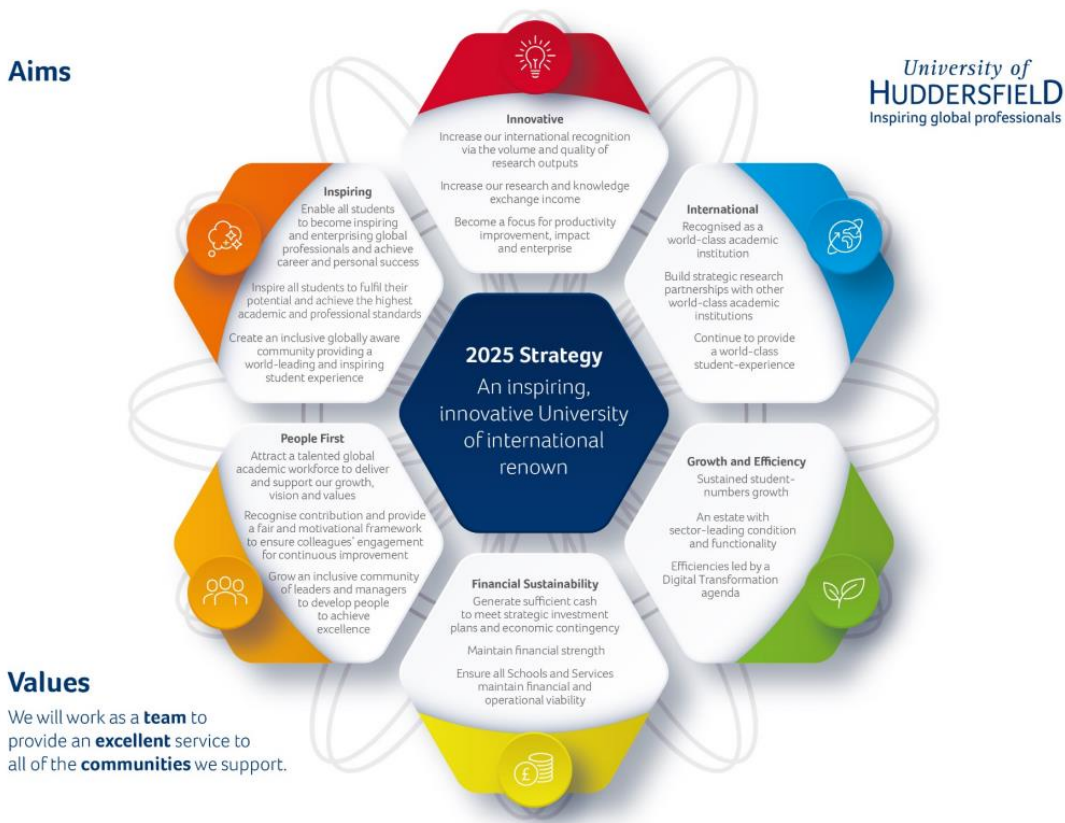 Aims
University of
HUDDERSFIELD
Inspiring global professionals
Innovative
Increase our international recognition
via the volume and quality of
research outputs
Increase our research and knowledge
exchange income
Become a focus for productivity
improvement, impact
and enterprise
Inspiring
Enable all students
to become inspiring
and enterprising global
professionals and achieve
career and personal success
Inspire all students to fulfil their
potential and achieve the highest
academic and professional standards
Create an inclusive globally aware
community providing a
world-leading and inspiring
student experience
International
Recognised as a
world-class academic
institution
Build strategic research
partnerships with other
world-class academic
institutions
Continue to provide
a world-class
student-experience
2025 Strategy
An inspiring,
innovative University
of international
renown
People First
Attract a talented global
academic workforce to deliver
and support our growth,
vision and values
Recognise contribution and provide
a fair and motivational framework
to ensure colleagues' engagement
for continuous improvement
Grow an inclusive community
of leaders and managers
to develop people
to achieve
excellence
Growth and Efficiency
Sustained student-
numbers growth
An estate with
sector-leading condition
and functionality
Efficiencies led by a
Digital Transformation
agenda
Financial Sustainability
Generate sufficient cash
to meet strategic investment
plans and economic contingency
Maintain financial strength
Ensure all Schools and Services
maintain financial and
operational viability
£
Values
We will work as a team to
provide an excellent service to
all of the communities we support.